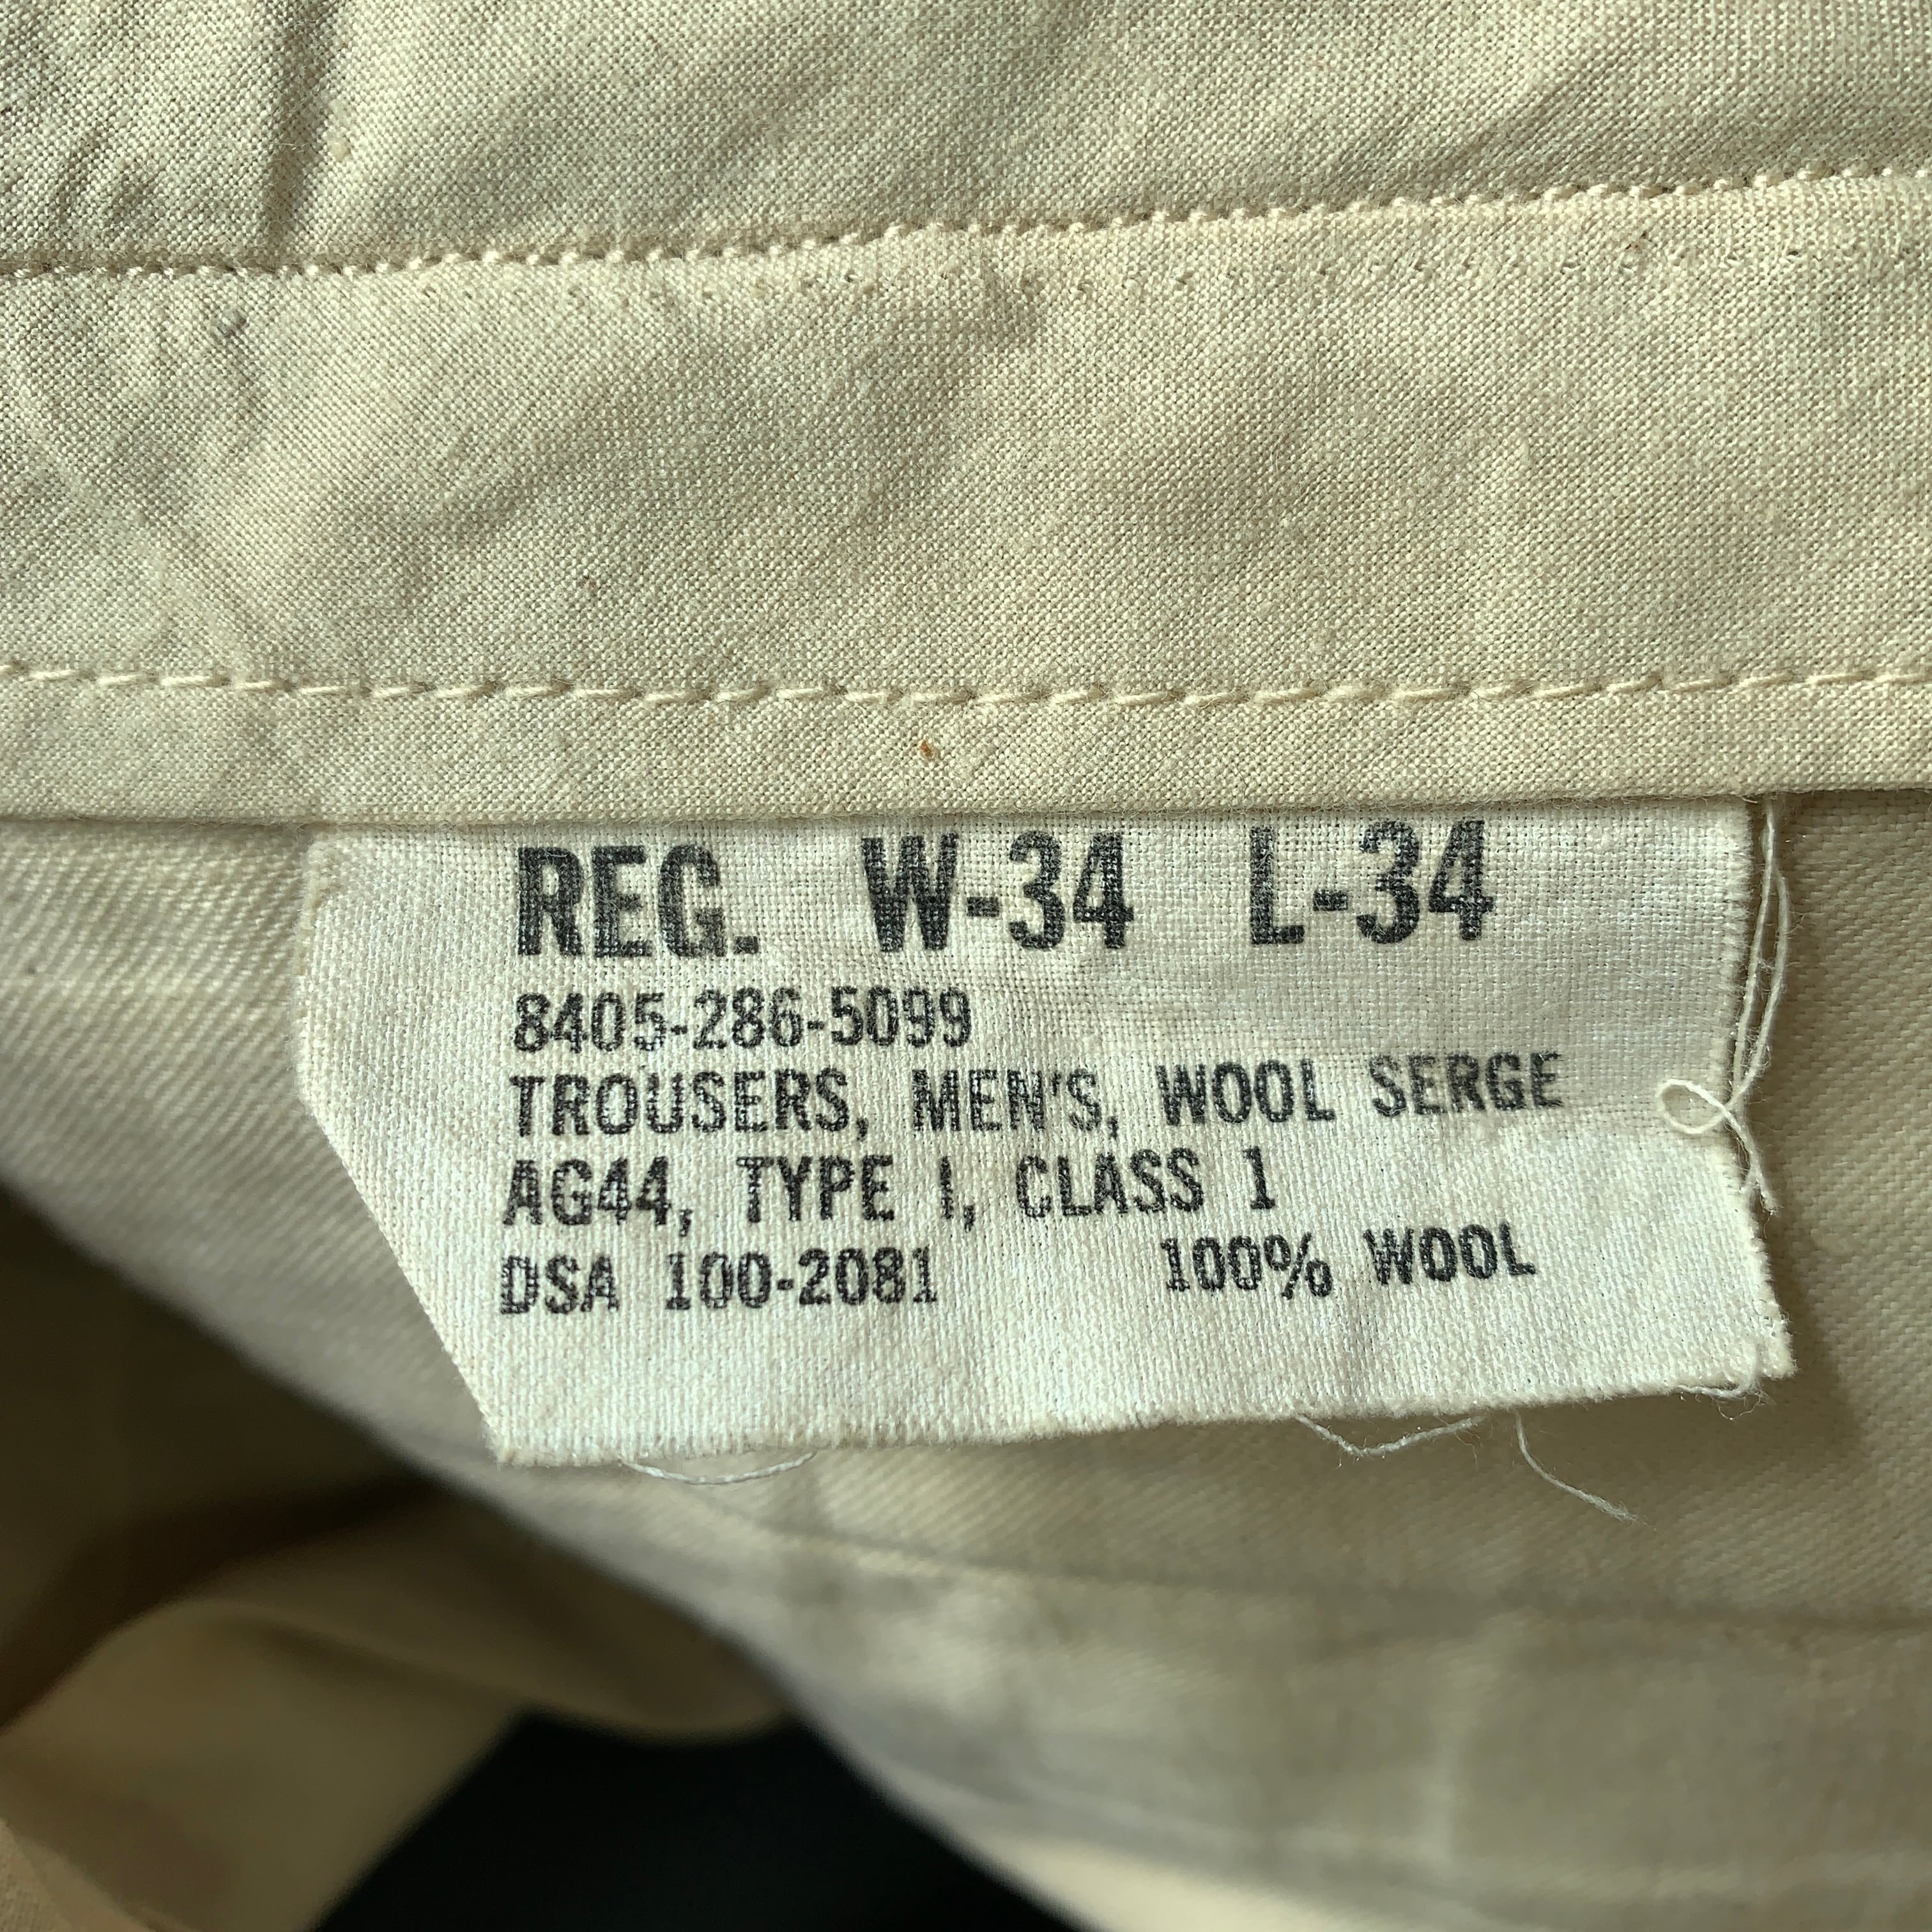 REG. W-34 L-34
8405-286-5099
TROUSERS, MEN'S, WOOL SERGE
AG44, TYPE I, CLASS 1
DSA 100-2081 100% WOOL